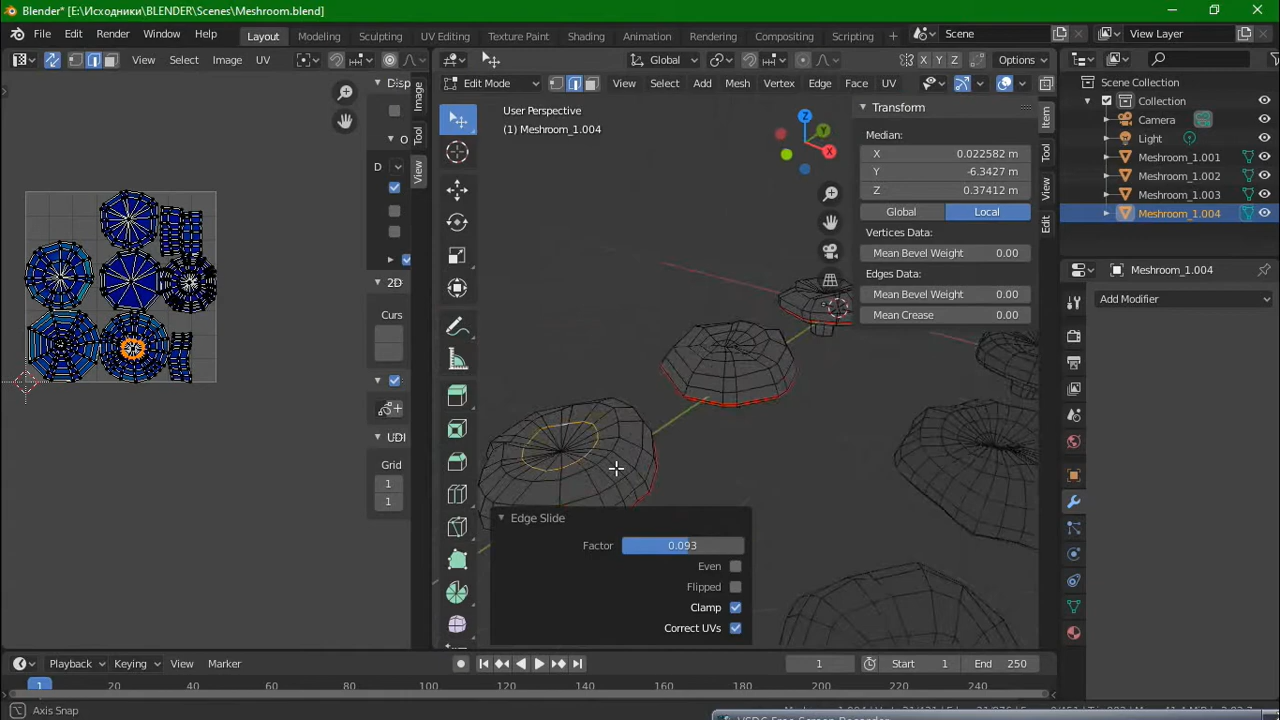 Blender* [E:\Исходники\BLENDER\Scenes\Meshroom.blend]
File Edit Render Window Help Layout Modeling Sculpting UV Editing Texture Paint Shading Animation Rendering Compositing Scripting + Scene View Layer
View Select Image UV Global X Y Z Options
Edit Mode View Select Add Mesh Vertex Edge Face UV
User Perspective
(1) Meshroom_1.004
Disp
O
D
2D
Curs
UDI
Grid
1
1
Image
Tool
View
Z
Y
X
Transform
Median:
X 0.022582 m
Y -6.3427 m
Z 0.37412 m
Global Local
Vertices Data:
Mean Bevel Weight 0.00
Edges Data:
Mean Bevel Weight 0.00
Mean Crease 0.00
Item
Tool
View
Edit
Scene Collection
Collection
Camera
Light
Meshroom_1.001
Meshroom_1.002
Meshroom_1.003
Meshroom_1.004
Meshroom_1.004
Add Modifier
Edge Slide
Factor 0.093
Even
Flipped
Clamp
Correct UVs
Playback Keying View Marker 1 Start 1 End 250
1 20 40 60 80 100 120 140 160 180 200 220 240
Axis Snap